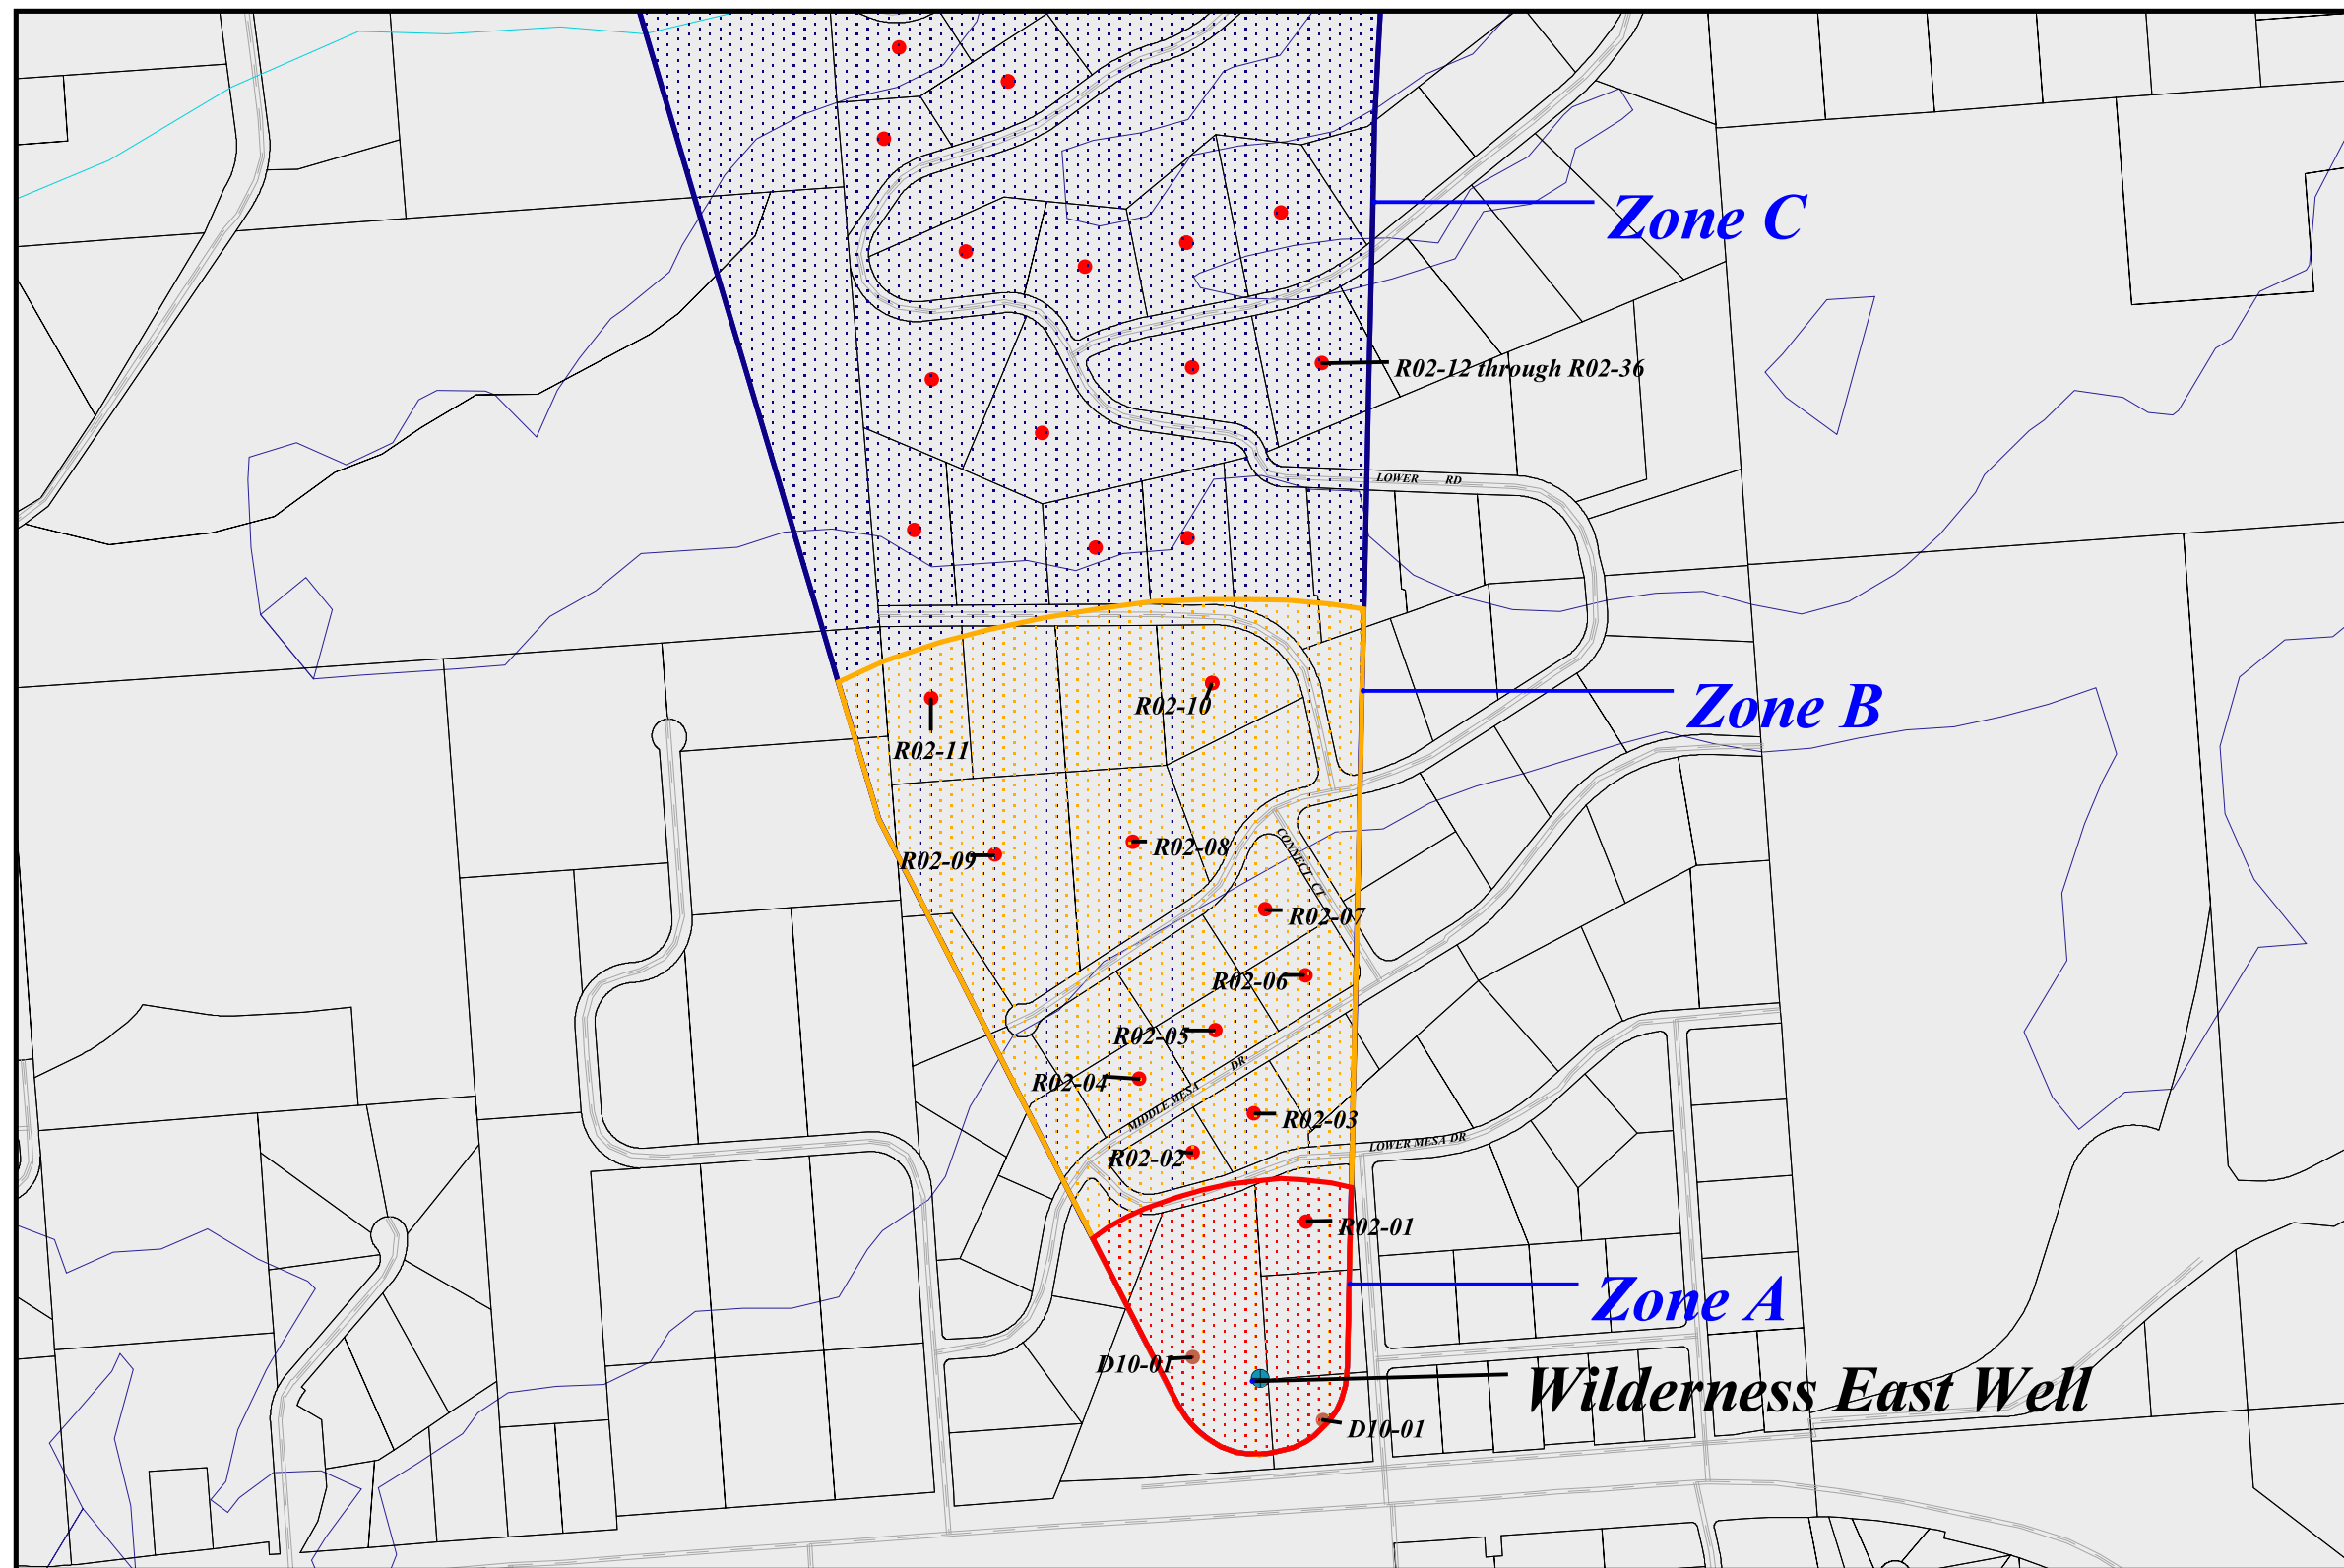 Zone C
R02-12 through R02-36
LOWER RD
Zone B
R02-10
R02-11
R02-08
R02-09
CONNECT CT
R02-07
R02-06
R02-05
R02-04
MIDDLE MESA DR
R02-03
LOWER MESA DR
R02-02
R02-01
Zone A
D10-01
Wilderness East Well
D10-01